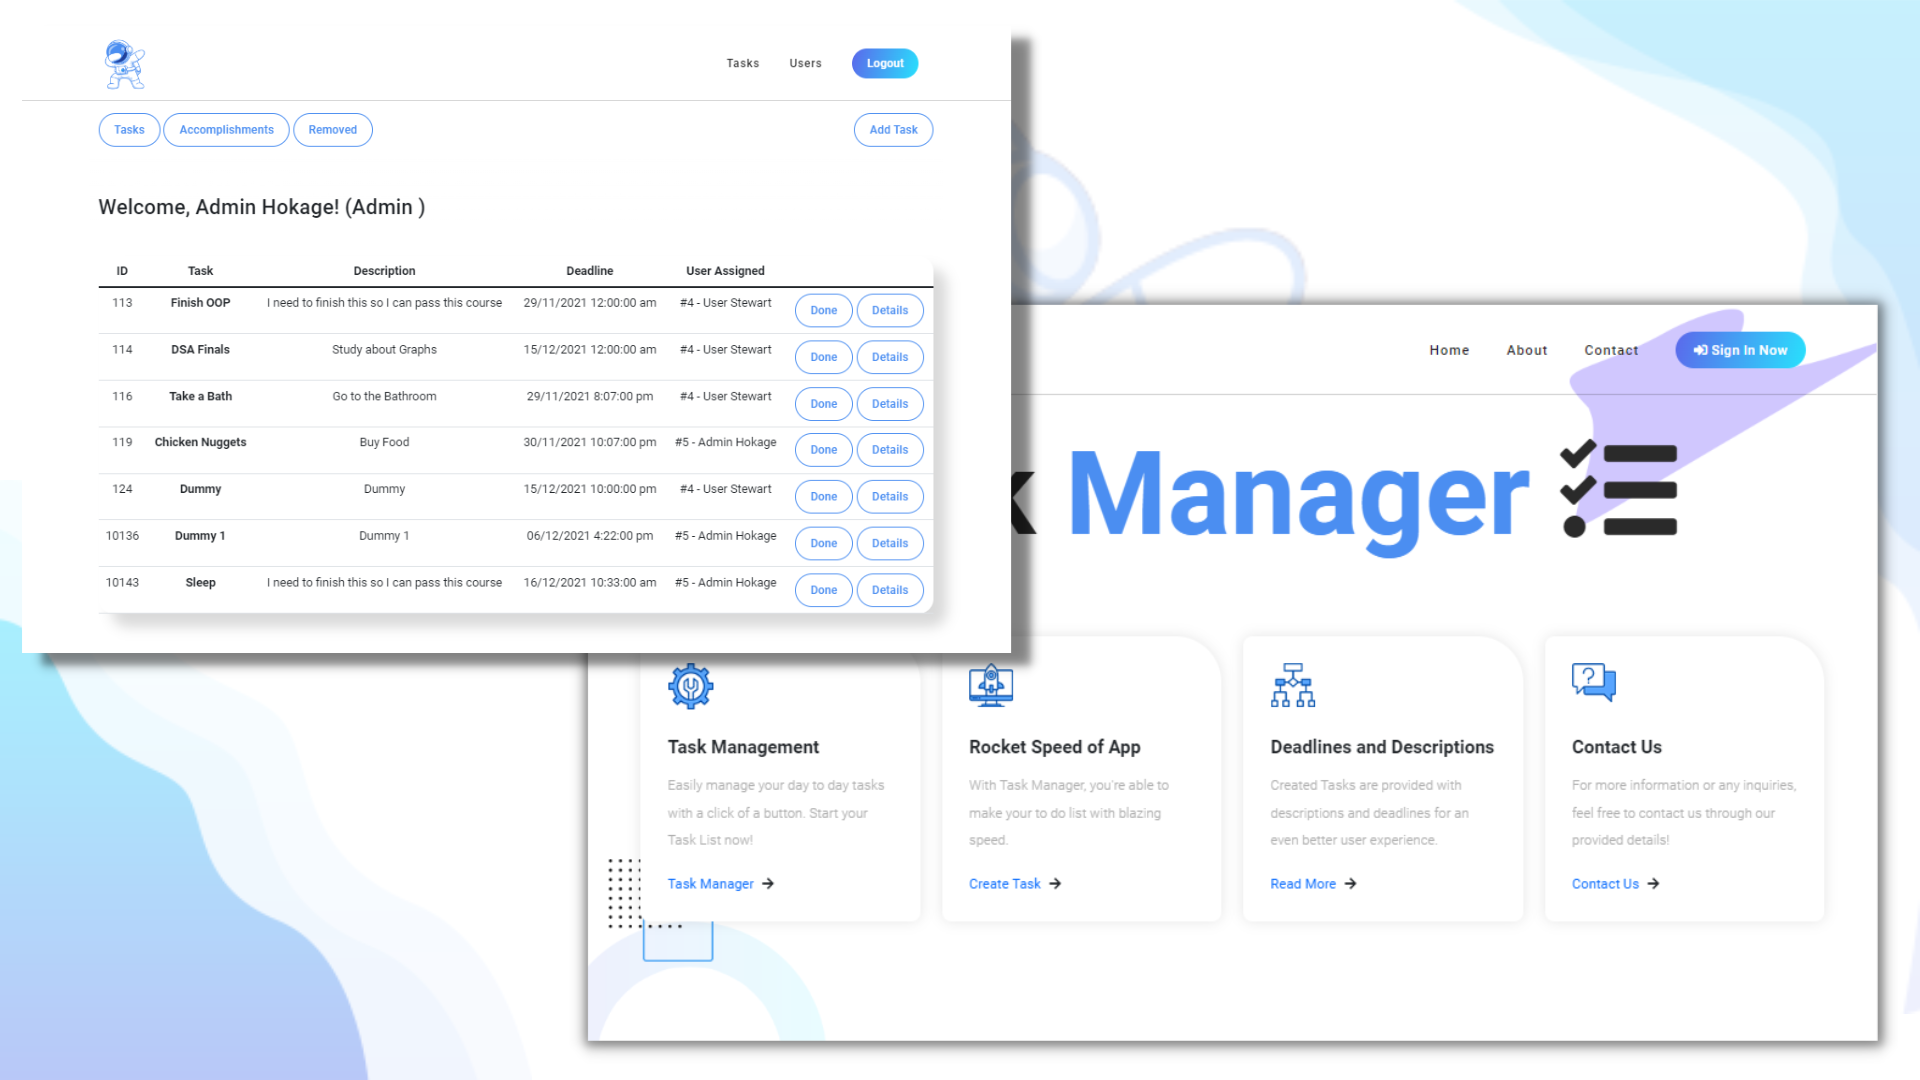 Tasks Users Logout
Tasks Accomplishments Removed Add Task
Welcome, Admin Hokage! (Admin )
ID Task Description Deadline User Assigned
113 Finish OOP I need to finish this so I can pass this course 29/11/2021 12:00:00 am #4 - User Stewart Done Details
114 DSA Finals Study about Graphs 15/12/2021 12:00:00 am #4 - User Stewart Done Details
116 Take a Bath Go to the Bathroom 29/11/2021 8:07:00 pm #4 - User Stewart Done Details
119 Chicken Nuggets Buy Food 30/11/2021 10:07:00 pm #5 - Admin Hokage Done Details
124 Dummy Dummy 15/12/2021 10:00:00 pm #4 - User Stewart Done Details
10136 Dummy 1 Dummy 1 06/12/2021 4:22:00 pm #5 - Admin Hokage Done Details
10143 Sleep I need to finish this so I can pass this course 16/12/2021 10:33:00 am #5 - Admin Hokage Done Details
Home About Contact Sign In Now
k Manager
Task Management
Easily manage your day to day tasks
with a click of a button. Start your
Task List now!
Task Manager
Rocket Speed of App
With Task Manager, you're able to
make your to do list with blazing
speed.
Create Task
Deadlines and Descriptions
Created Tasks are provided with
descriptions and deadlines for an
even better user experience.
Read More
Contact Us
For more information or any inquiries,
feel free to contact us through our
provided details!
Contact Us